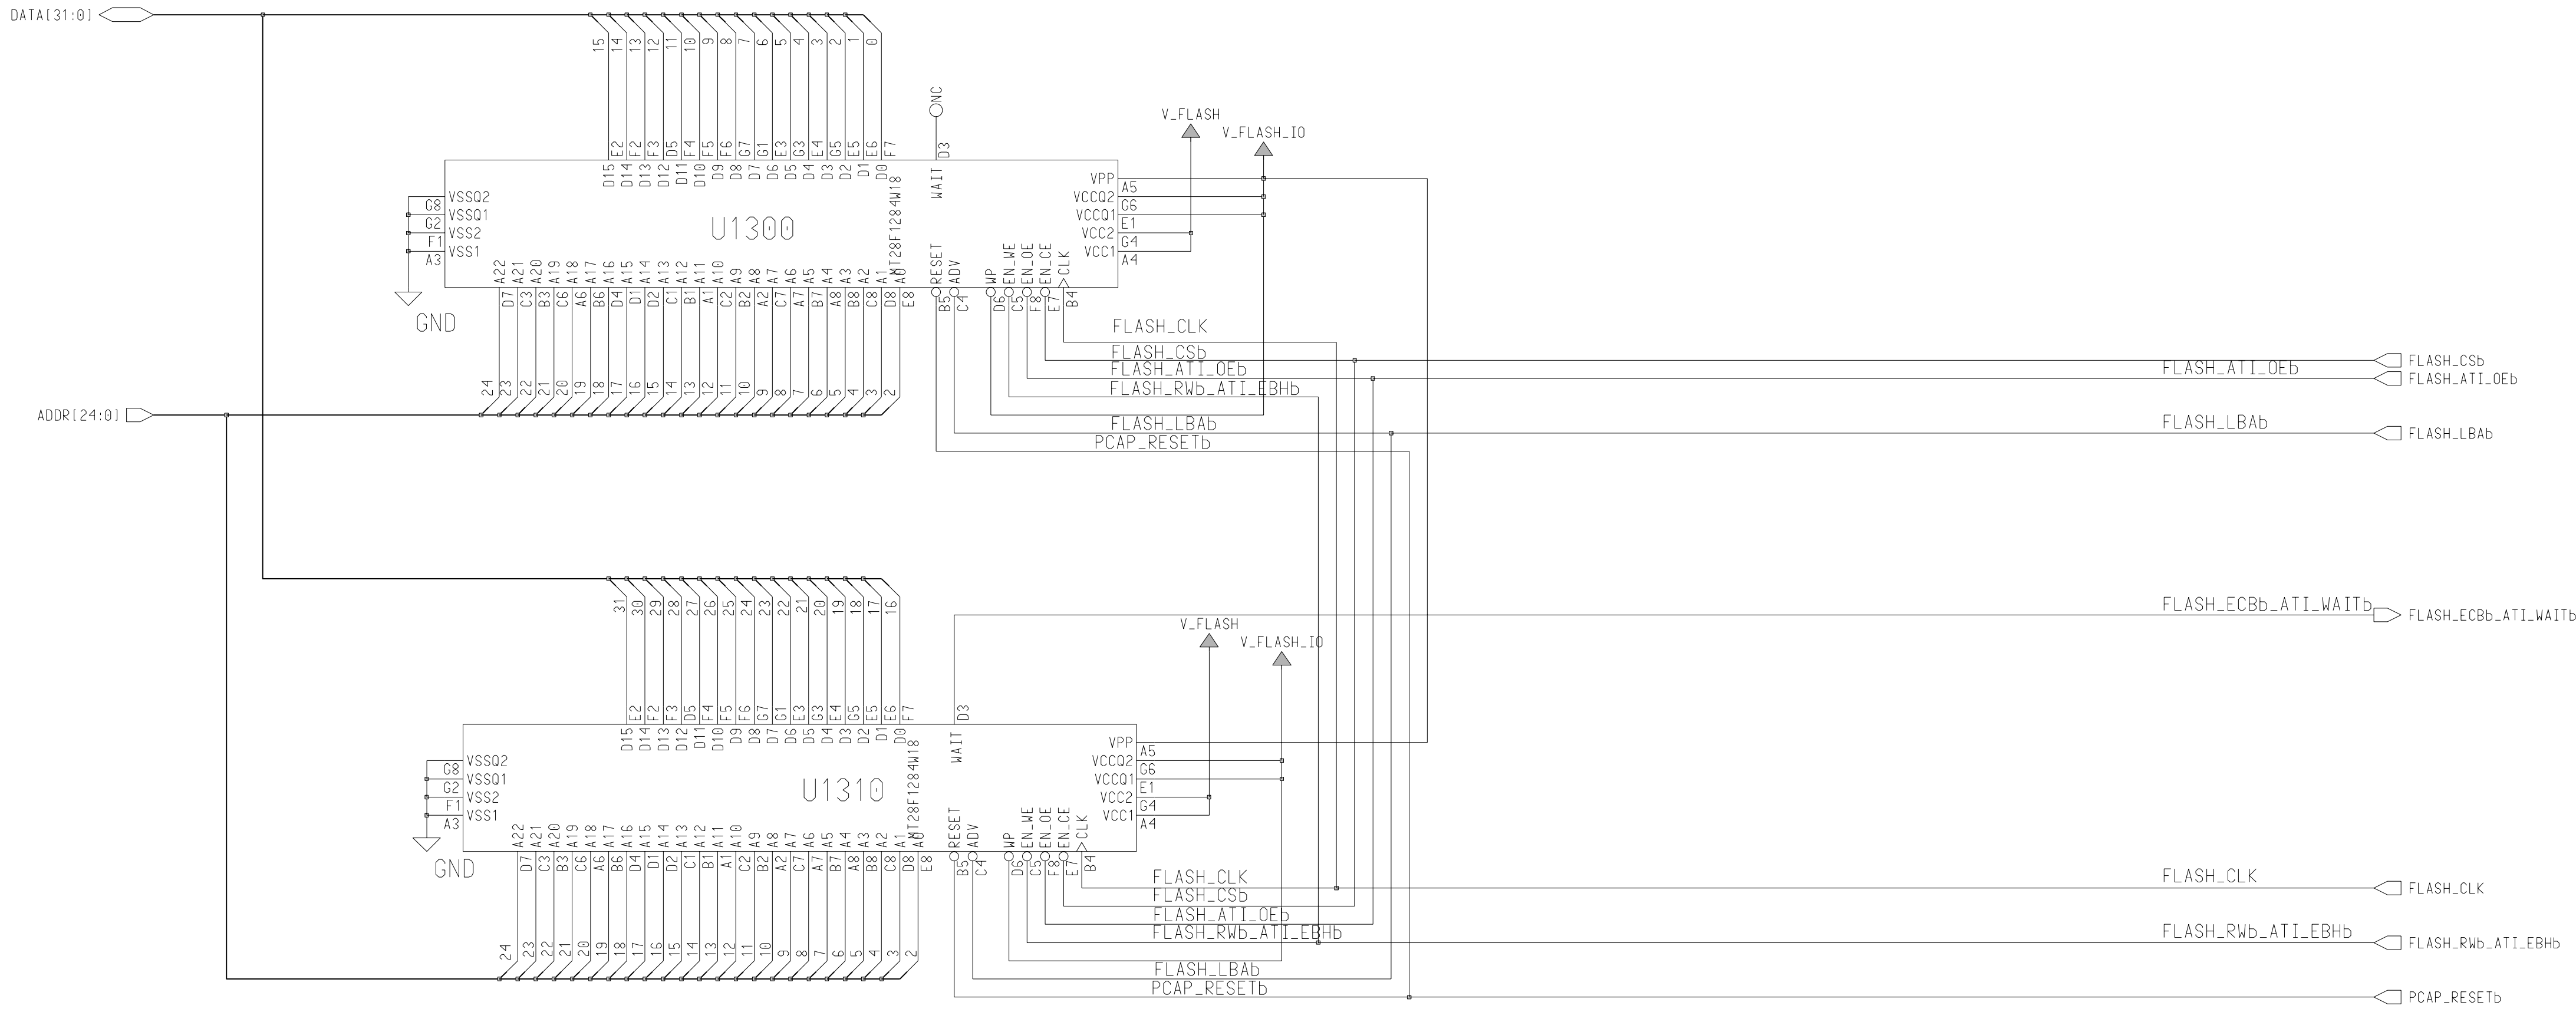 DATA[31:0]
15 14 13 12 11 10 9 8 7 6 5 4 3 2 1 0
NC
V_FLASH
V_FLASH_IO
E2 F2 F3 D5 F4 F5 F6 G7 G1 E3 G3 E4 G5 E5 E6 F7 D3
D15 D14 D13 D12 D11 D10 D9 D8 D7 D6 D5 D4 D3 D2 D1 D0 WAIT
VPP A5
VCCQ2 G6
VCCQ1 E1
VCC2 G4
VCC1 A4
VSSQ2 G8
VSSQ1 G2
VSS2 F1
VSS1 A3
U1300
MT28F1284W18
A22 A21 A20 A19 A18 A17 A16 A15 A14 A13 A12 A11 A10 A9 A8 A7 A6 A5 A4 A3 A2 A1 A0 RESET ADV WP EN_WE EN_OE EN_CE CLK
D7 C3 B3 C6 A6 B6 D4 D1 D2 C1 B1 A1 C2 B2 A2 C7 A7 B7 A8 B8 C8 D8 E8 B5 C4 D6 C5 F8 E7 B4
GND
FLASH_CLK
FLASH_CSb
FLASH_CSb
FLASH_ATI_OEb
FLASH_ATI_OEb
FLASH_ATI_OEb
FLASH_RWb_ATI_EBHb
24 23 22 21 20 19 18 17 16 15 14 13 12 11 10 9 8 7 6 5 4 3 2
ADDR[24:0]
FLASH_LBAb
FLASH_LBAb
FLASH_LBAb
PCAP_RESETb
31 30 29 28 27 26 25 24 23 22 21 20 19 18 17 16
FLASH_ECBb_ATI_WAITb
FLASH_ECBb_ATI_WAITb
V_FLASH
V_FLASH_IO
E2 F2 F3 D5 F4 F5 F6 G7 G1 E3 G3 E4 G5 E5 E6 F7 D3
D15 D14 D13 D12 D11 D10 D9 D8 D7 D6 D5 D4 D3 D2 D1 D0 WAIT
VPP A5
VCCQ2 G6
VCCQ1 E1
VCC2 G4
VCC1 A4
VSSQ2 G8
VSSQ1 G2
VSS2 F1
VSS1 A3
U1310
MT28F1284W18
A22 A21 A20 A19 A18 A17 A16 A15 A14 A13 A12 A11 A10 A9 A8 A7 A6 A5 A4 A3 A2 A1 A0 RESET ADV WP EN_WE EN_OE EN_CE CLK
D7 C3 B3 C6 A6 B6 D4 D1 D2 C1 B1 A1 C2 B2 A2 C7 A7 B7 A8 B8 C8 D8 E8 B5 C4 D6 C5 F8 E7 B4
GND
FLASH_CLK
FLASH_CLK
FLASH_CLK
FLASH_CSb
FLASH_ATI_OEb
FLASH_RWb_ATI_EBHb
FLASH_RWb_ATI_EBHb
FLASH_RWb_ATI_EBHb
24 23 22 21 20 19 18 17 16 15 14 13 12 11 10 9 8 7 6 5 4 3 2
FLASH_LBAb
PCAP_RESETb
PCAP_RESETb